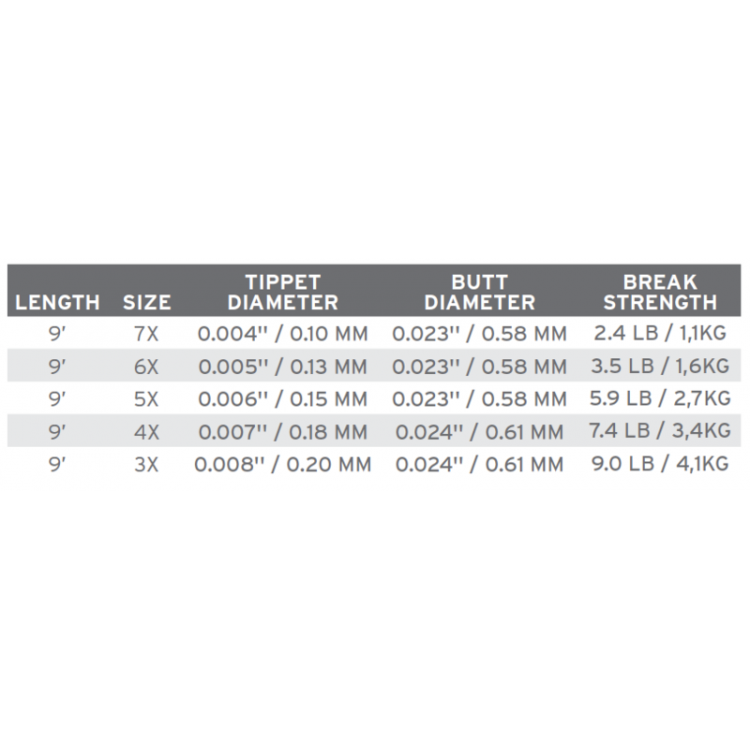 LENGTH SIZE TIPPET DIAMETER BUTT DIAMETER BREAK STRENGTH
9' 7X 0.004'' / 0.10 MM 0.023'' / 0.58 MM 2.4 LB / 1,1KG
9' 6X 0.005'' / 0.13 MM 0.023'' / 0.58 MM 3.5 LB / 1,6KG
9' 5X 0.006'' / 0.15 MM 0.023'' / 0.58 MM 5.9 LB / 2,7KG
9' 4X 0.007'' / 0.18 MM 0.024'' / 0.61 MM 7.4 LB / 3,4KG
9' 3X 0.008'' / 0.20 MM 0.024'' / 0.61 MM 9.0 LB / 4,1KG